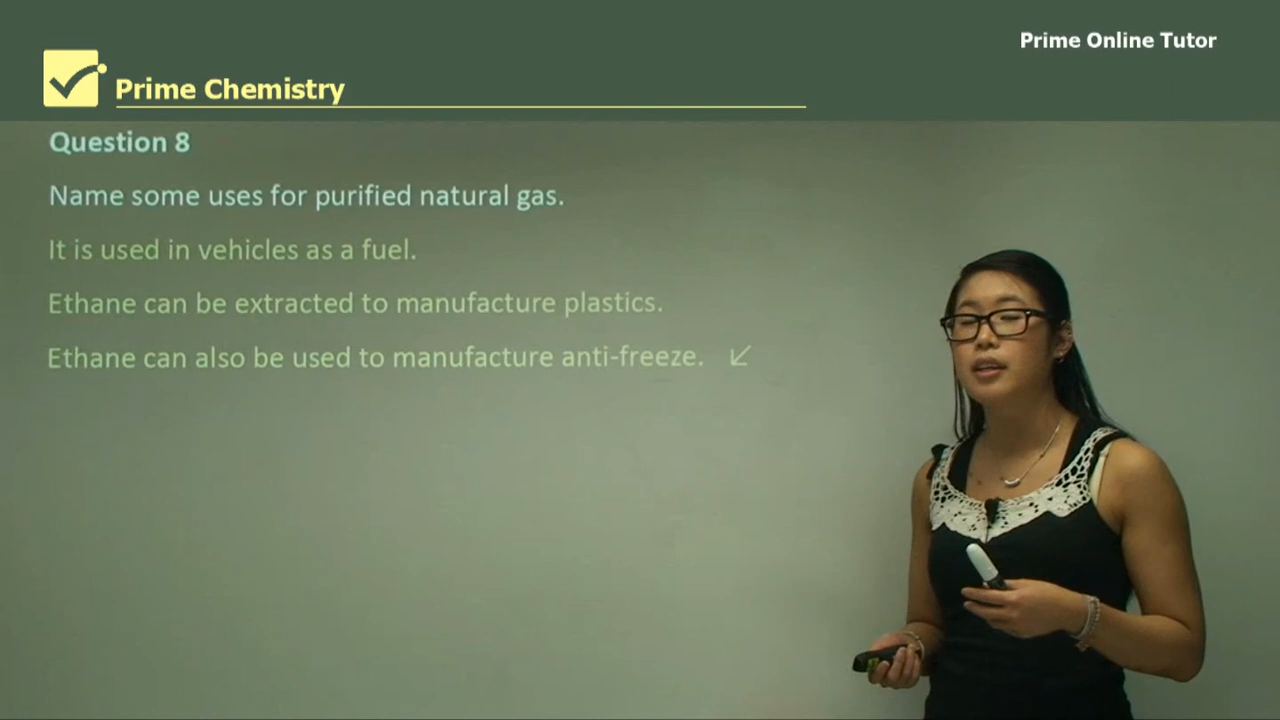 Prime Online Tutor
Prime Chemistry
Question 8
Name some uses for purified natural gas.
It is used in vehicles as a fuel.
Ethane can be extracted to manufacture plastics.
Ethane can also be used to manufacture anti-freeze.